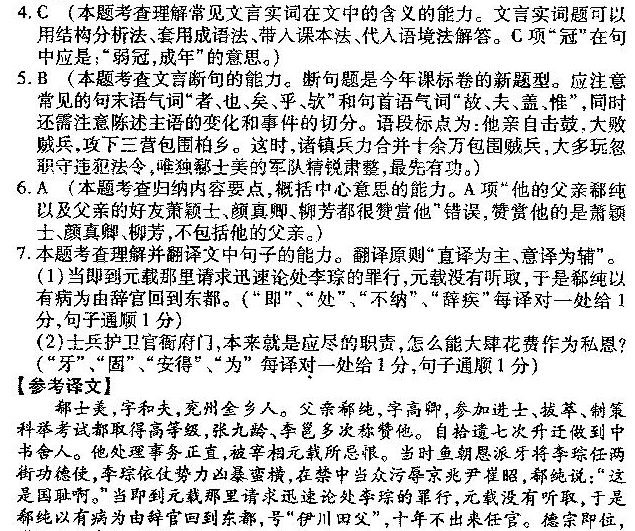 4. C （本题考查理解常见文言实词在文中的含义的能力。文言实词题可以
用结构分析法、套用成语法、带入课本法、代入语境法解答。C 项“冠”在句
中应是：“弱冠，成年”的意思。）
5. B （本题考查文言断句的能力。断句题是今年课标卷的新题型。应注意
常见的句末语气词“者、也、矣、乎、欤”和句首语气词“故、夫、盖、惟”，同时
还需注意陈述主语的变化和事件的切分。语段标点为：他亲自击鼓，大败
贼兵，攻下三营包围柏乡。这时，诸镇兵力合并十余万包围贼兵，大多玩忽
职守违犯法令，唯独郗士美的军队精锐肃整，最先有功。）
6. A （本题考查归纳内容要点，概括中心意思的能力。A 项“他的父亲郗纯
以及父亲的好友萧颖士、颜真卿、柳芳都很赞赏他”错误，赞赏他的是萧颖
士、颜真卿、柳芳，不包括他的父亲。）
7. 本题考查理解并翻译文中句子的能力。翻译原则“直译为主、意译为辅”。
(1)当即到元载那里请求迅速论处李琮的罪行，元载没有听取，于是郗纯以
有病为由辞官回到东都。（“即”、“处”、“不纳”、“辞疾”每译对一处给 1
分，句子通顺 1 分）
(2)士兵护卫官衙府门，本来就是应尽的职责，怎么能大肆花费作为私恩？
（“牙”、“固”、“安得”、“为” 每译对一处给 1 分，句子通顺 1 分）
【参考译文】
郗士美，字和夫，兖州金乡人。父亲郗纯，字高卿，参加进士、拔萃、制策
科举考试都取得高等级，张九龄、李邕多次称赞他。自拾遗七次升迁做到中
书舍人。他处理事务正直，被宰相元载所忌恨。当时鱼朝恩派牙将李琮任两
街功德使，李琮依仗势力凶暴蛮横，在禁中当众污辱京兆尹崔昭，郗纯说：“这
是国耻啊。”当即到元载那里请求迅速论处李琮的罪行，元载没有听取，于是
郗纯以有病为由辞官回到东都，号“伊川田父”，十年不出来任官。德宗即位，